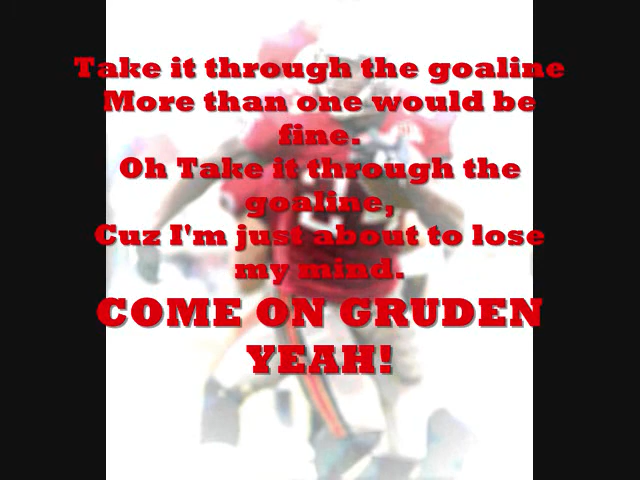 Take it through the goaline
More than one would be
fine.
Oh Take it through the
goaline,
Cuz I'm just about to lose
my mind.
COME ON GRUDEN
YEAH!